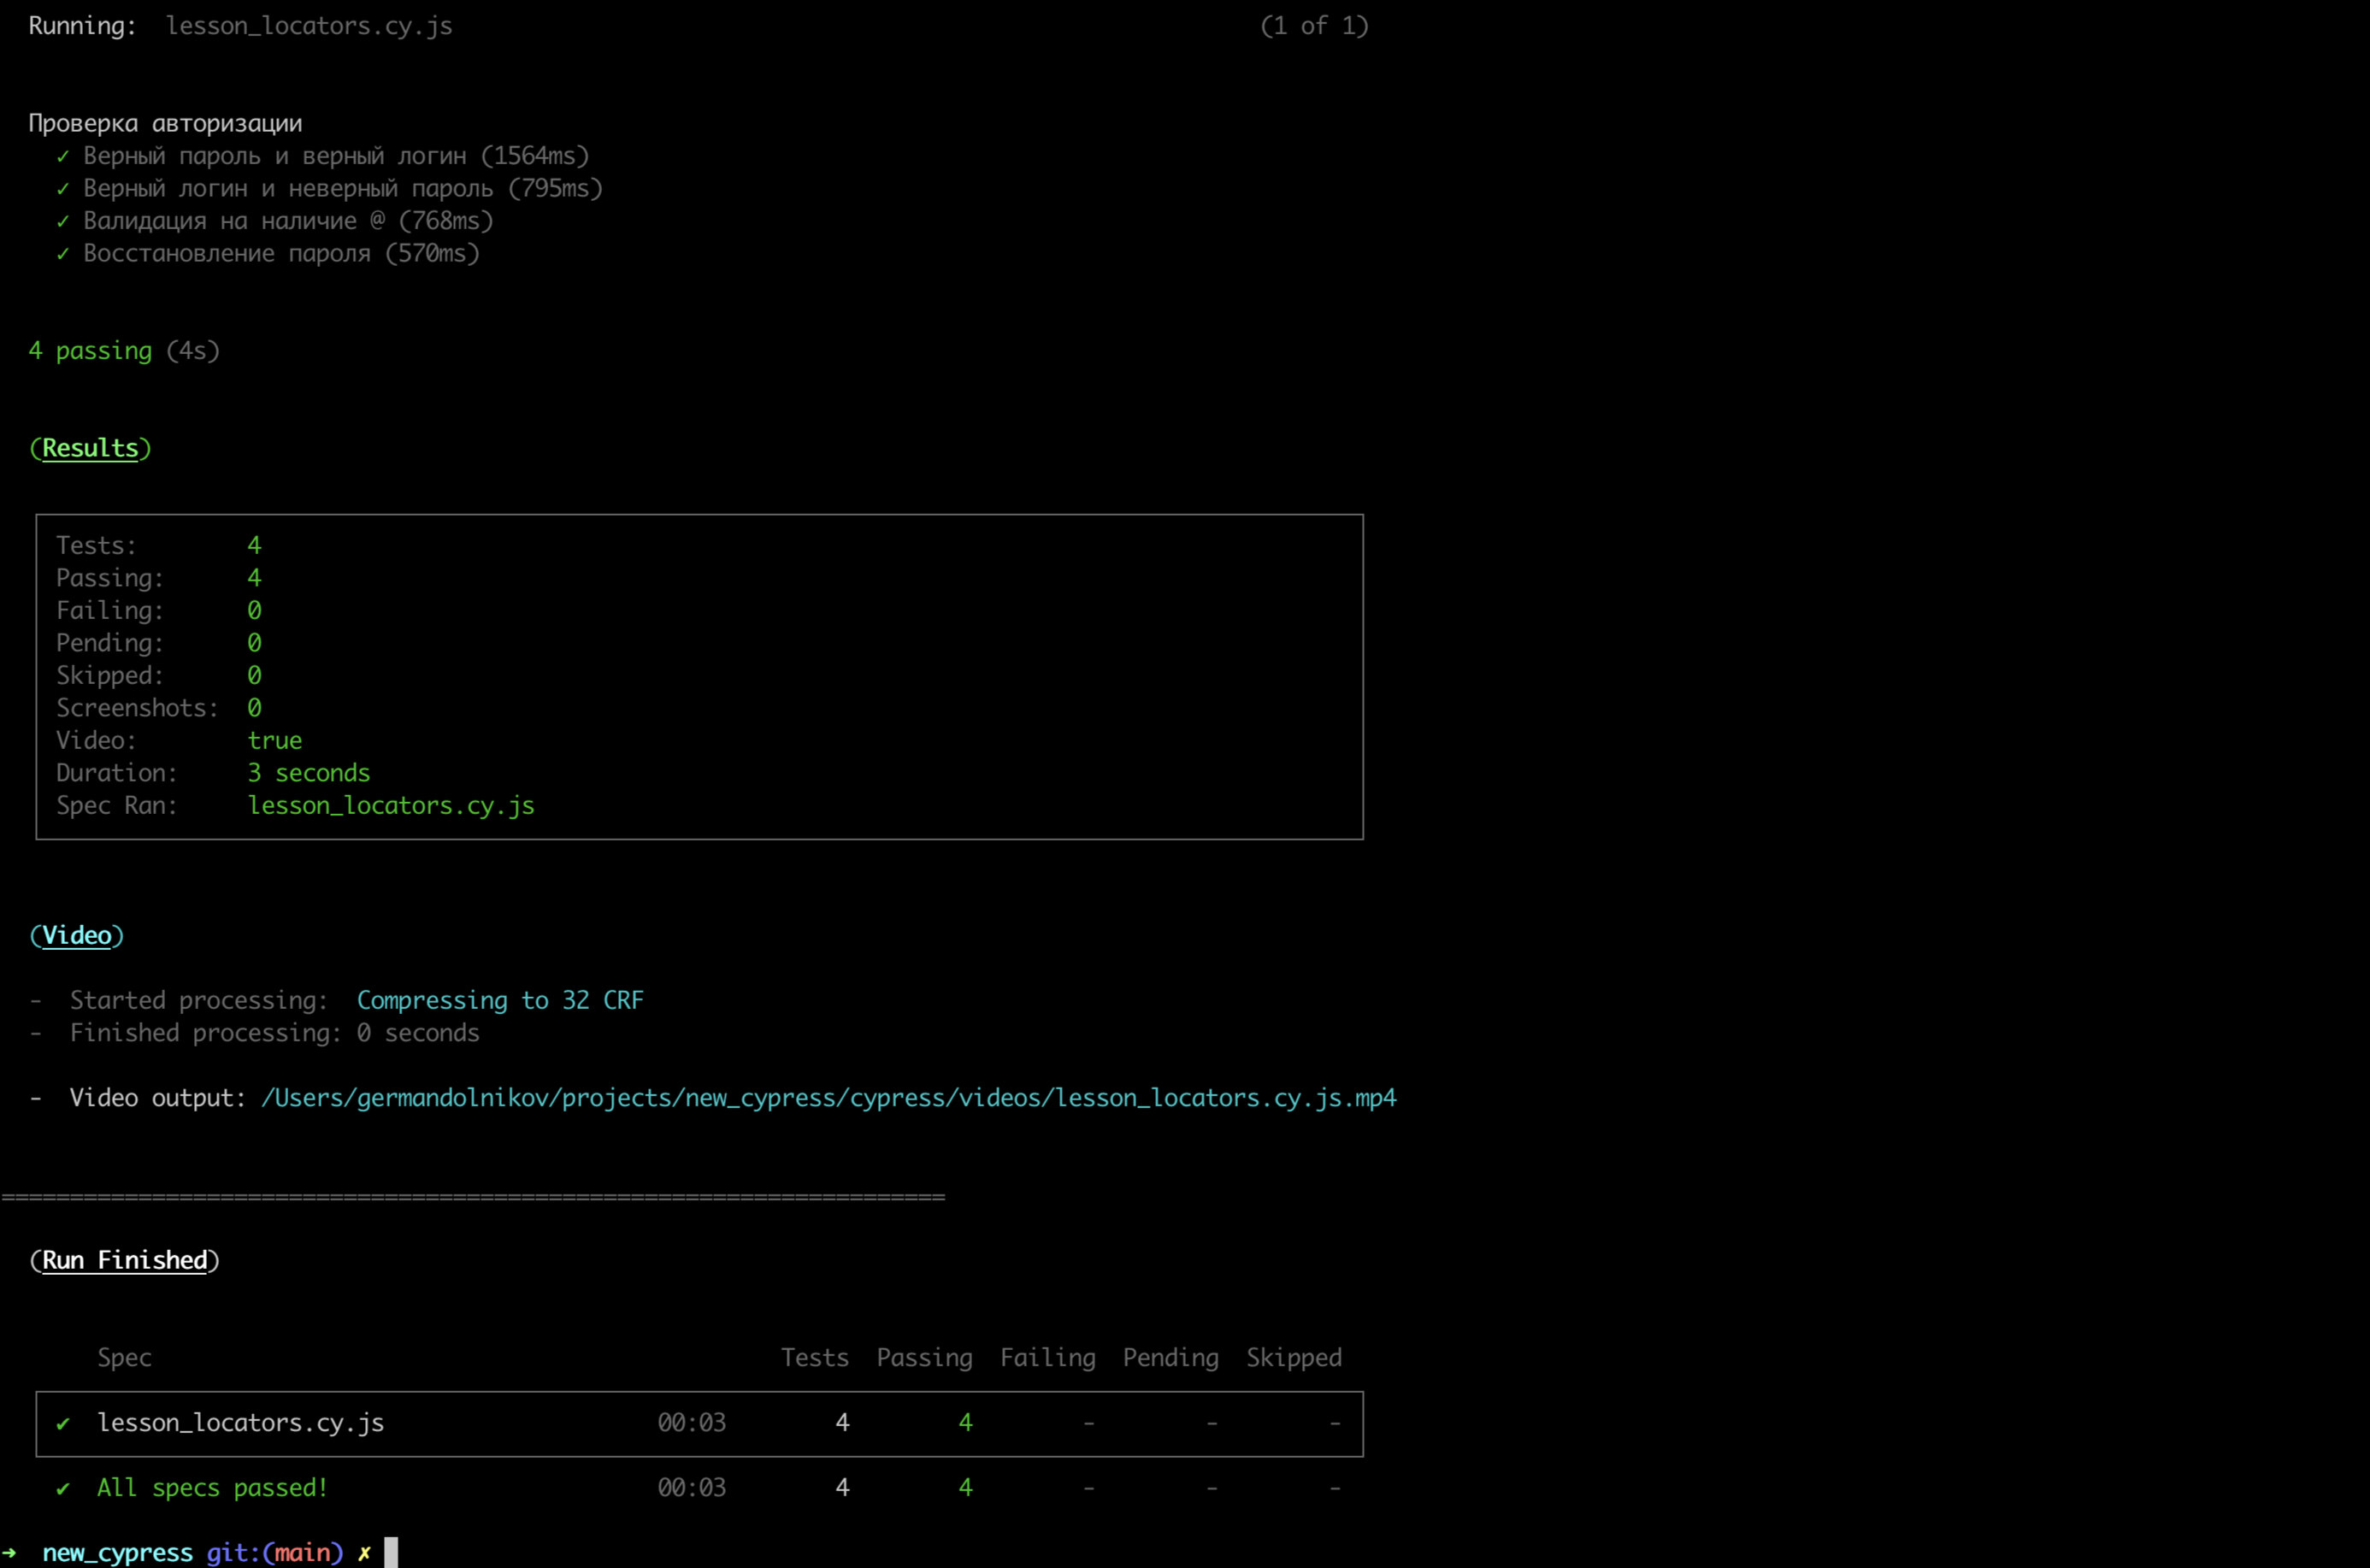 Running:  lesson_locators.cy.js                                                           (1 of 1)
Проверка авторизации
✓ Верный пароль и верный логин (1564ms)
✓ Верный логин и неверный пароль (795ms)
✓ Валидация на наличие @ (768ms)
✓ Восстановление пароля (570ms)
4 passing (4s)
(Results)
Tests:        4
Passing:      4
Failing:      0
Pending:      0
Skipped:      0
Screenshots:  0
Video:        true
Duration:     3 seconds
Spec Ran:     lesson_locators.cy.js
(Video)
-  Started processing:  Compressing to 32 CRF
-  Finished processing: 0 seconds
-  Video output: /Users/germandolnikov/projects/new_cypress/cypress/videos/lesson_locators.cy.js.mp4
=====================================================================
(Run Finished)
Spec                                              Tests  Passing  Failing  Pending  Skipped
✔  lesson_locators.cy.js                    00:03        4        4        -        -        -
✔  All specs passed!                        00:03        4        4        -        -        -
→  new_cypress git:(main) ✗